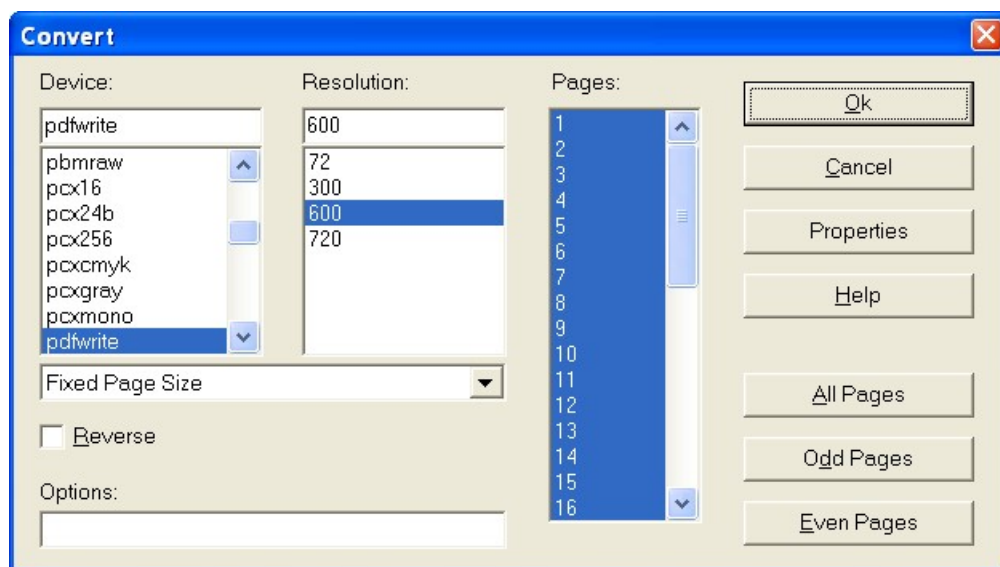 Convert
Device:
pdfwrite
pbmraw
pcx16
pcx24b
pcx256
pcxcmyk
pcxgray
pcxmono
pdfwrite
Resolution:
600
72
300
600
720
Fixed Page Size
Reverse
Options:
Pages:
1
2
3
4
5
6
7
8
9
10
11
12
13
14
15
16
Ok
Cancel
Properties
Help
All Pages
Odd Pages
Even Pages